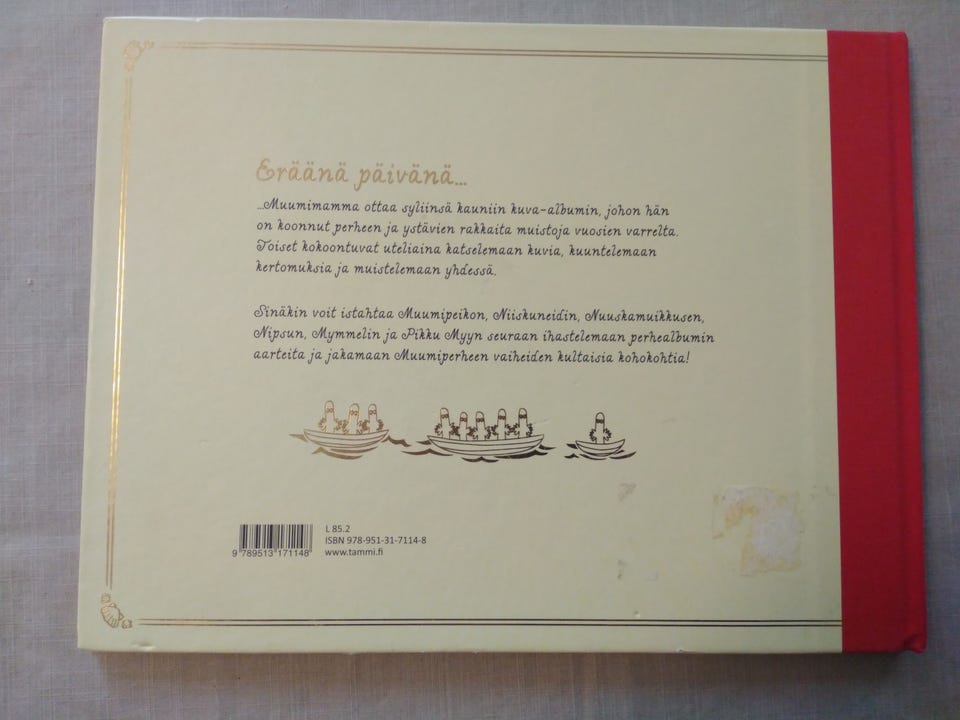 Eräänä päivänä...
...Muumimamma ottaa syliinsä kauniin kuva-albumin, johon hän
on koonnut perheen ja ystävien rakkaita muistoja vuosien varrelta.
Toiset kokoontuvat uteliaina katselemaan kuvia, kuuntelemaan
kertomuksia ja muistelemaan yhdessä.
Sinäkin voit istahtaa Muumipeikon, Niiskuneidin, Nuuskamuikkusen,
Nipsun, Mymmelin ja Pikku Myyn seuraan ihastelemaan perhealbumin
aarteita ja jakamaan Muumiperheen vaiheiden kultaisia kohokohtia!
L 85.2
ISBN 978-951-31-7114-8
www.tammi.fi
9 789513 171148